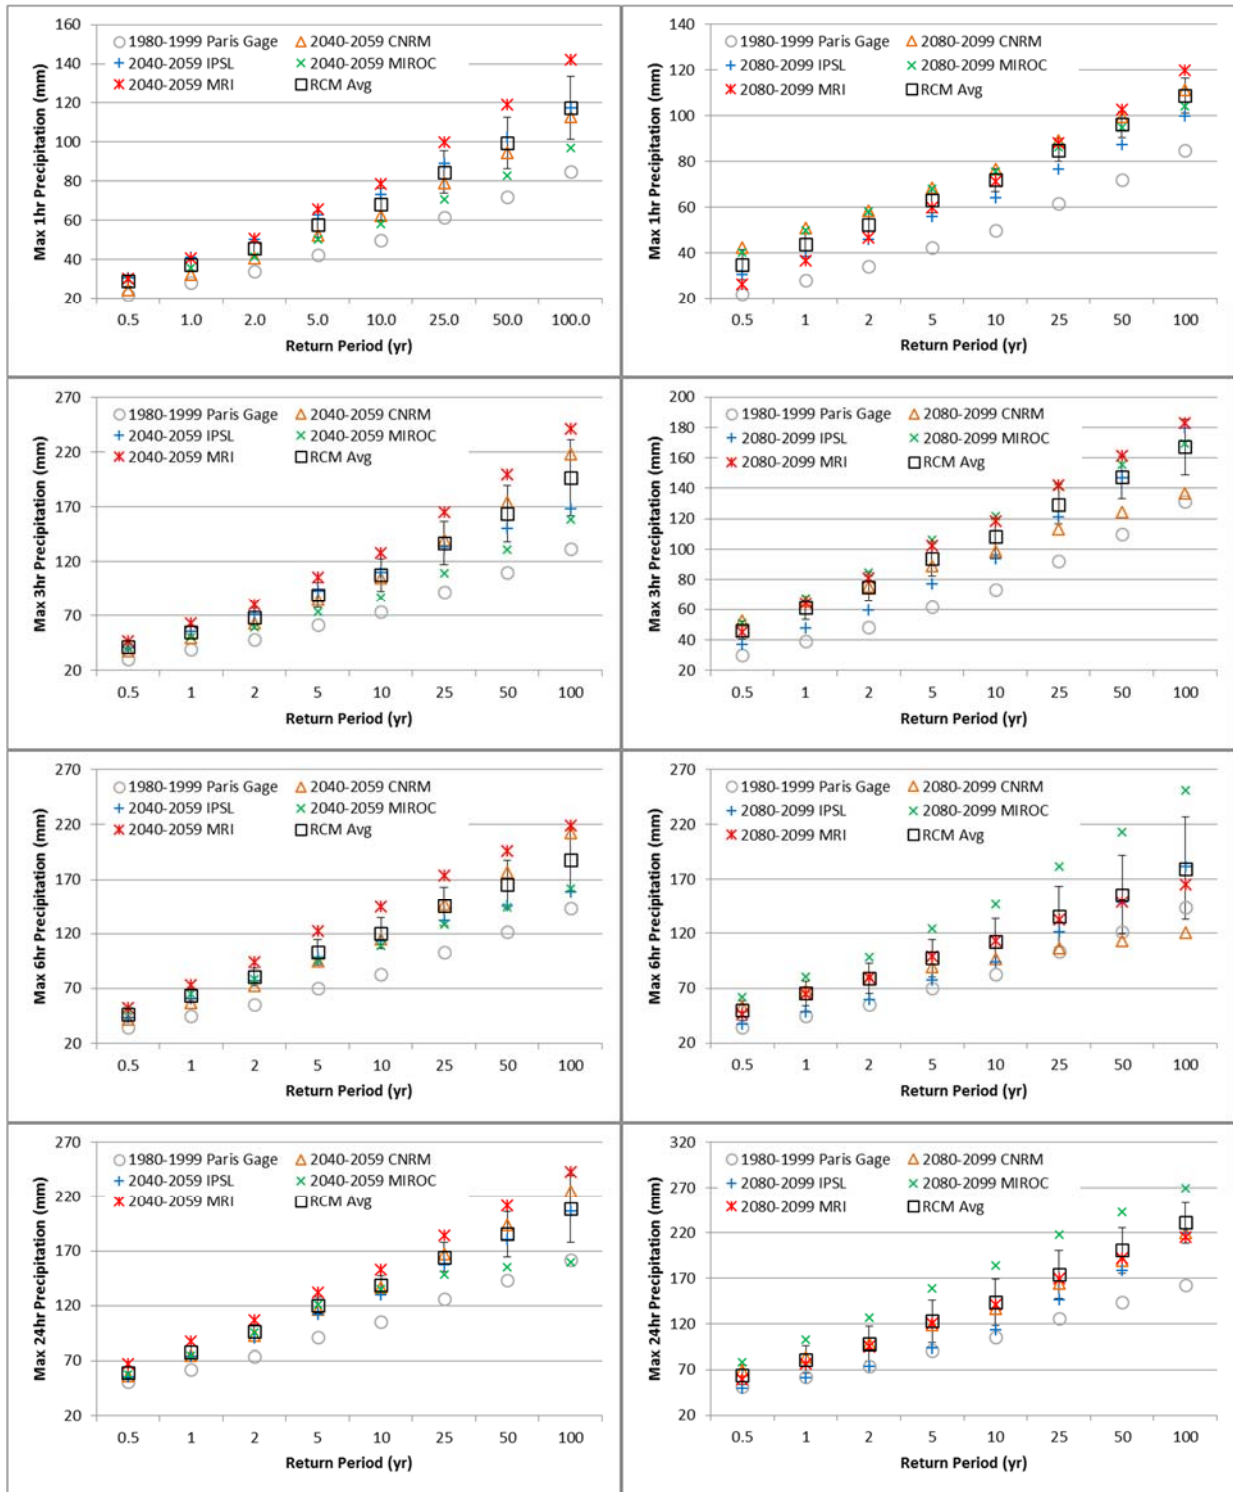 160
140
120
100
80
60
40
20
Max 1hr Precipitation (mm)
1980-1999 Paris Gage 2040-2059 CNRM
2040-2059 IPSL 2040-2059 MIROC
2040-2059 MRI RCM Avg
0.5 1.0 2.0 5.0 10.0 25.0 50.0 100.0
Return Period (yr)
140
120
100
80
60
40
20
Max 1hr Precipitation (mm)
1980-1999 Paris Gage 2080-2099 CNRM
2080-2099 IPSL 2080-2099 MIROC
2080-2099 MRI RCM Avg
0.5 1 2 5 10 25 50 100
Return Period (yr)
270
220
170
120
70
20
Max 3hr Precipitation (mm)
1980-1999 Paris Gage 2040-2059 CNRM
2040-2059 IPSL 2040-2059 MIROC
2040-2059 MRI RCM Avg
0.5 1 2 5 10 25 50 100
Return Period (yr)
200
180
160
140
120
100
80
60
40
20
Max 3hr Precipitation (mm)
1980-1999 Paris Gage 2080-2099 CNRM
2080-2099 IPSL 2080-2099 MIROC
2080-2099 MRI RCM Avg
0.5 1 2 5 10 25 50 100
Return Period (yr)
270
220
170
120
70
20
Max 6hr Precipitation (mm)
1980-1999 Paris Gage 2040-2059 CNRM
2040-2059 IPSL 2040-2059 MIROC
2040-2059 MRI RCM Avg
0.5 1 2 5 10 25 50 100
Return Period (yr)
270
220
170
120
70
20
Max 6hr Precipitation (mm)
1980-1999 Paris Gage 2080-2099 CNRM
2080-2099 IPSL 2080-2099 MIROC
2080-2099 MRI RCM Avg
0.5 1 2 5 10 25 50 100
Return Period (yr)
270
220
170
120
70
20
Max 24hr Precipitation (mm)
1980-1999 Paris Gage 2040-2059 CNRM
2040-2059 IPSL 2040-2059 MIROC
2040-2059 MRI RCM Avg
0.5 1 2 5 10 25 50 100
Return Period (yr)
320
270
220
170
120
70
20
Max 24hr Precipitation (mm)
1980-1999 Paris Gage 2080-2099 CNRM
2080-2099 IPSL 2080-2099 MIROC
2080-2099 MRI RCM Avg
0.5 1 2 5 10 25 50 100
Return Period (yr)